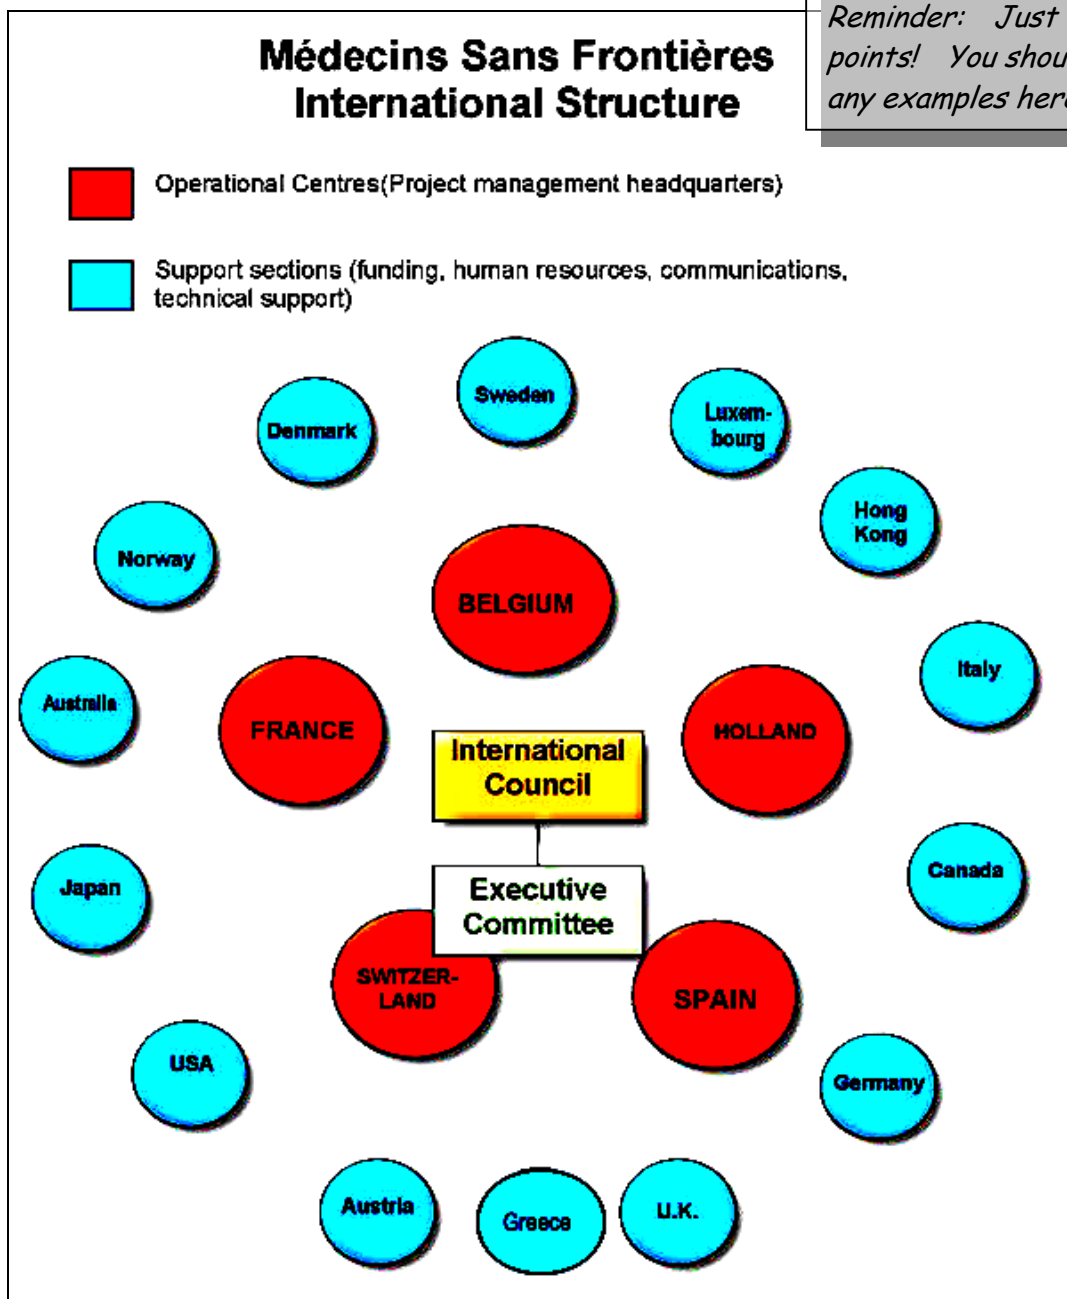 Reminder: Just
points! You shou
any examples her
Médecins Sans Frontières
International Structure
Operational Centres(Project management headquarters)
Support sections (funding, human resources, communications,
technical support)
Sweden
Luxem-
bourg
Denmark
Hong
Kong
Norway
BELGIUM
Italy
Australia
FRANCE
HOLLAND
International
Council
Canada
Japan
Executive
Committee
SWITZER-
LAND
SPAIN
USA
Germany
Austria
Greece
U.K.